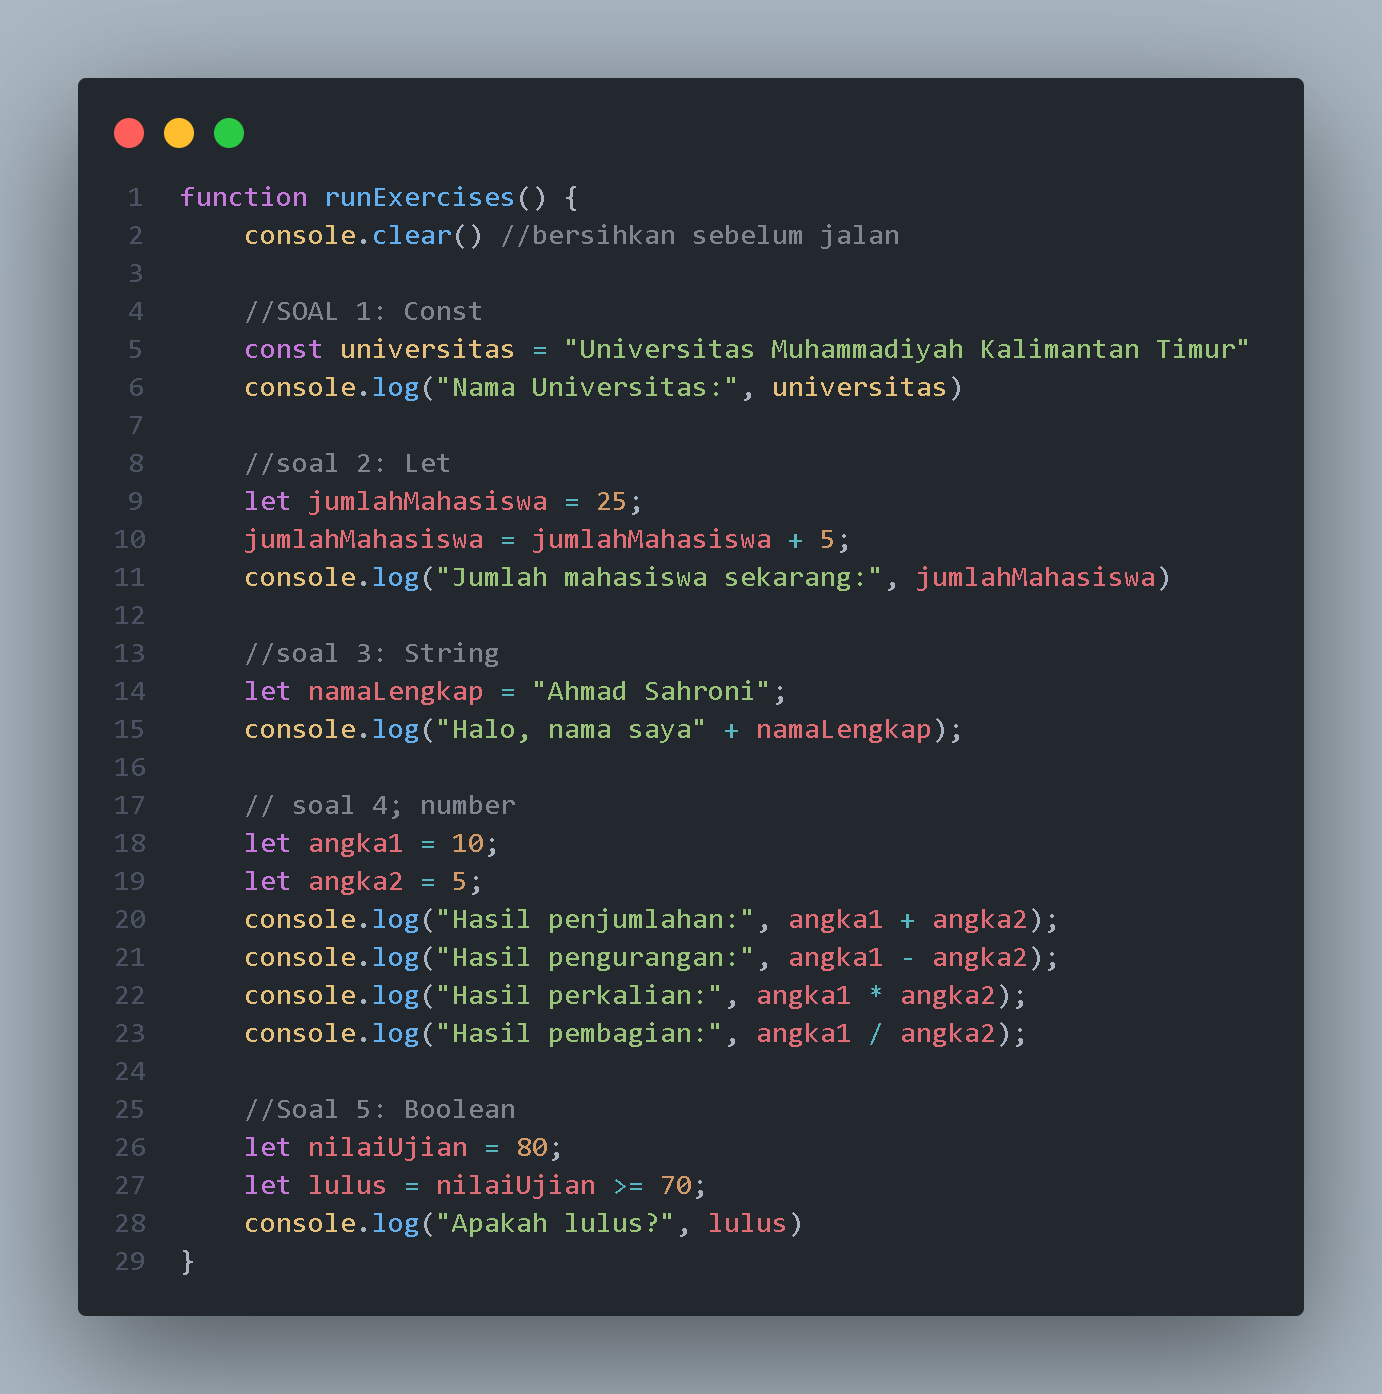 1 function runExercises() {
2 console.clear() //bersihkan sebelum jalan
3
4 //SOAL 1: Const
5 const universitas = "Universitas Muhammadiyah Kalimantan Timur"
6 console.log("Nama Universitas:", universitas)
7
8 //soal 2: Let
9 let jumlahMahasiswa = 25;
10 jumlahMahasiswa = jumlahMahasiswa + 5;
11 console.log("Jumlah mahasiswa sekarang:", jumlahMahasiswa)
12
13 //soal 3: String
14 let namaLengkap = "Ahmad Sahroni";
15 console.log("Halo, nama saya" + namaLengkap);
16
17 // soal 4; number
18 let angka1 = 10;
19 let angka2 = 5;
20 console.log("Hasil penjumlahan:", angka1 + angka2);
21 console.log("Hasil pengurangan:", angka1 - angka2);
22 console.log("Hasil perkalian:", angka1 * angka2);
23 console.log("Hasil pembagian:", angka1 / angka2);
24
25 //Soal 5: Boolean
26 let nilaiUjian = 80;
27 let lulus = nilaiUjian >= 70;
28 console.log("Apakah lulus?", lulus)
29 }